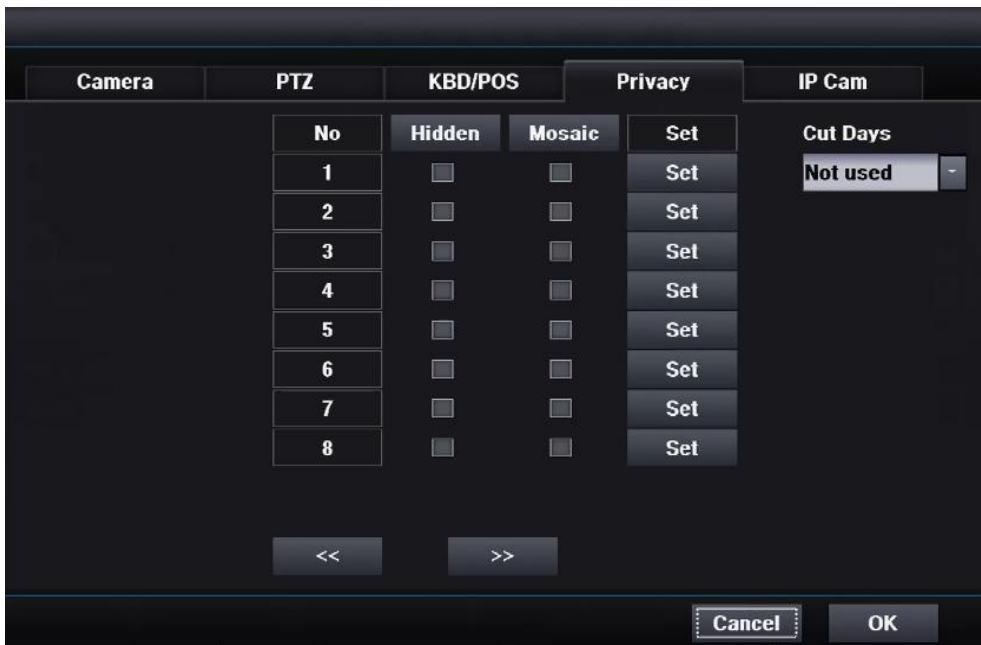 Camera PTZ KBD/POS Privacy IP Cam
No Hidden Mosaic Set Cut Days
1 Set Not used
2 Set
3 Set
4 Set
5 Set
6 Set
7 Set
8 Set
<< >>
Cancel OK